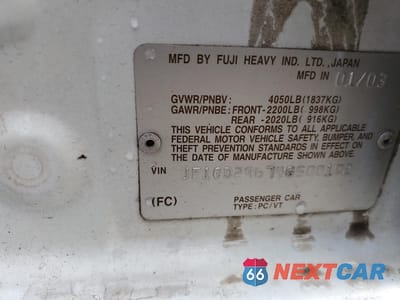 MFD BY FUJI HEAVY IND. LTD.,JAPAN
MFD IN 01/03
GVWR/PNBV: 4050LB(1837KG)
GAWR/PNBE:FRONT-2200LB( 998KG)
REAR -2020LB( 916KG)
THIS VEHICLE CONFORMS TO ALL APPLICABLE
FEDERAL MOTOR VEHICLE SAFETY, BUMPER, AND
THEFT PREVENTION STANDARDS IN EFFECT ON
THE DATE OF MANUFACTURE SHOWN ABOVE.
VIN
(FC)
PASSENGER CAR
TYPE:PC/VT
66 NEXTCAR